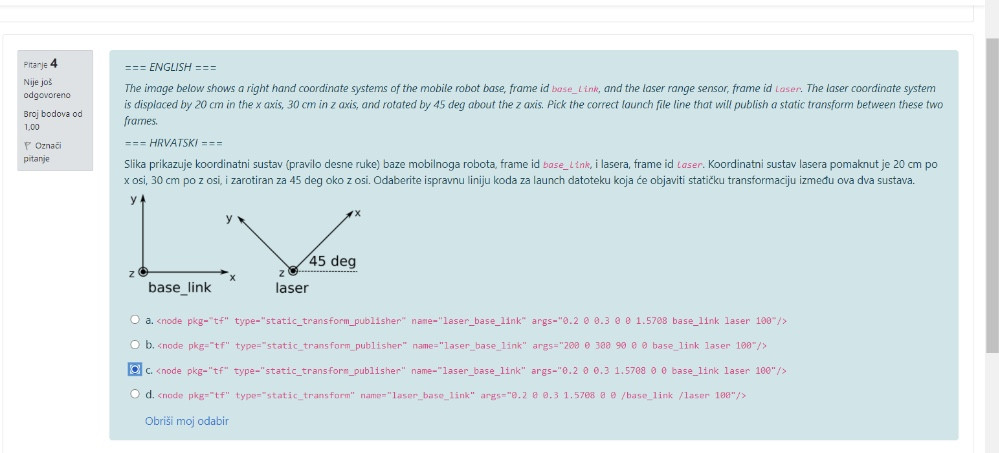 Pitanje 4
Nije još
odgovoreno
Broj bodova od
1,00
Označi
pitanje
=== ENGLISH ===
The image below shows a right hand coordinate systems of the mobile robot base, frame id base_link, and the laser range sensor, frame id laser. The laser coordinate system
is displaced by 20 cm in the x axis, 30 cm in z axis, and rotated by 45 deg about the z axis. Pick the correct launch file line that will publish a static transform between these two
frames.
=== HRVATSKI ===
Slika prikazuje koordinatni sustav (pravilo desne ruke) baze mobilnoga robota, frame id base_link, i lasera, frame id laser. Koordinatni sustav lasera pomaknut je 20 cm po
x osi, 30 cm po z osi, i zarotiran za 45 deg oko z osi. Odaberite ispravnu liniju koda za launch datoteku koja će objaviti statičku transformaciju između ova dva sustava.
y
y
x
45 deg
z
x
z
base_link
laser
a. <node pkg="tf" type="static_transform_publisher" name="laser_base_link" args="0.2 0 0.3 0 0 1.5708 base_link laser 100"/>
b. <node pkg="tf" type="static_transform_publisher" name="laser_base_link" args="200 0 300 90 0 0 base_link laser 100"/>
c. <node pkg="tf" type="static_transform_publisher" name="laser_base_link" args="0.2 0 0.3 1.5708 0 0 base_link laser 100"/>
d. <node pkg="tf" type="static_transform" name="laser_base_link" args="0.2 0 0.3 1.5708 0 0 /base_link /laser 100"/>
Obriši moj odabir